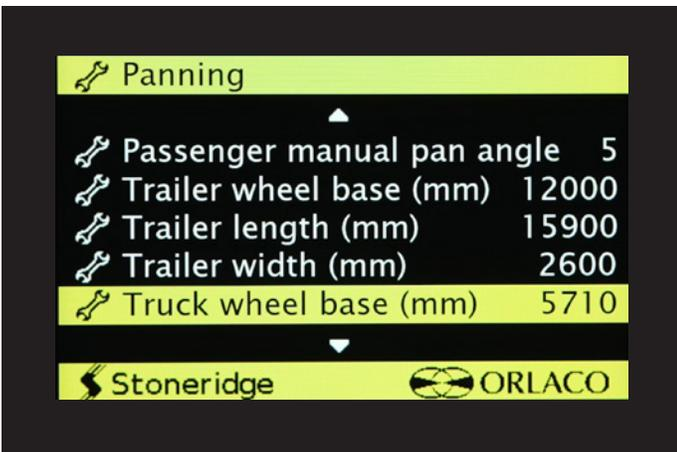 Panning
Passenger manual pan angle 5
Trailer wheel base (mm) 12000
Trailer length (mm) 15900
Trailer width (mm) 2600
Truck wheel base (mm) 5710
Stoneridge ORLACO